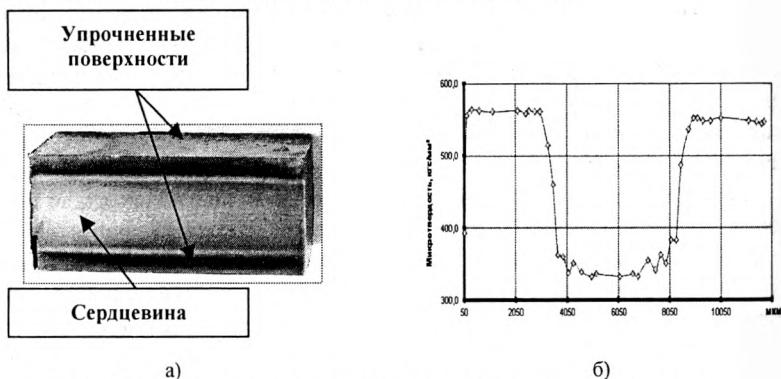 Упрочненные
поверхности
Сердцевина
а)
Микротвердость, кгс/мм²
600,0
500,0
400,0
300,0
50
2050
4050
6050
8050
10050
мкм
б)